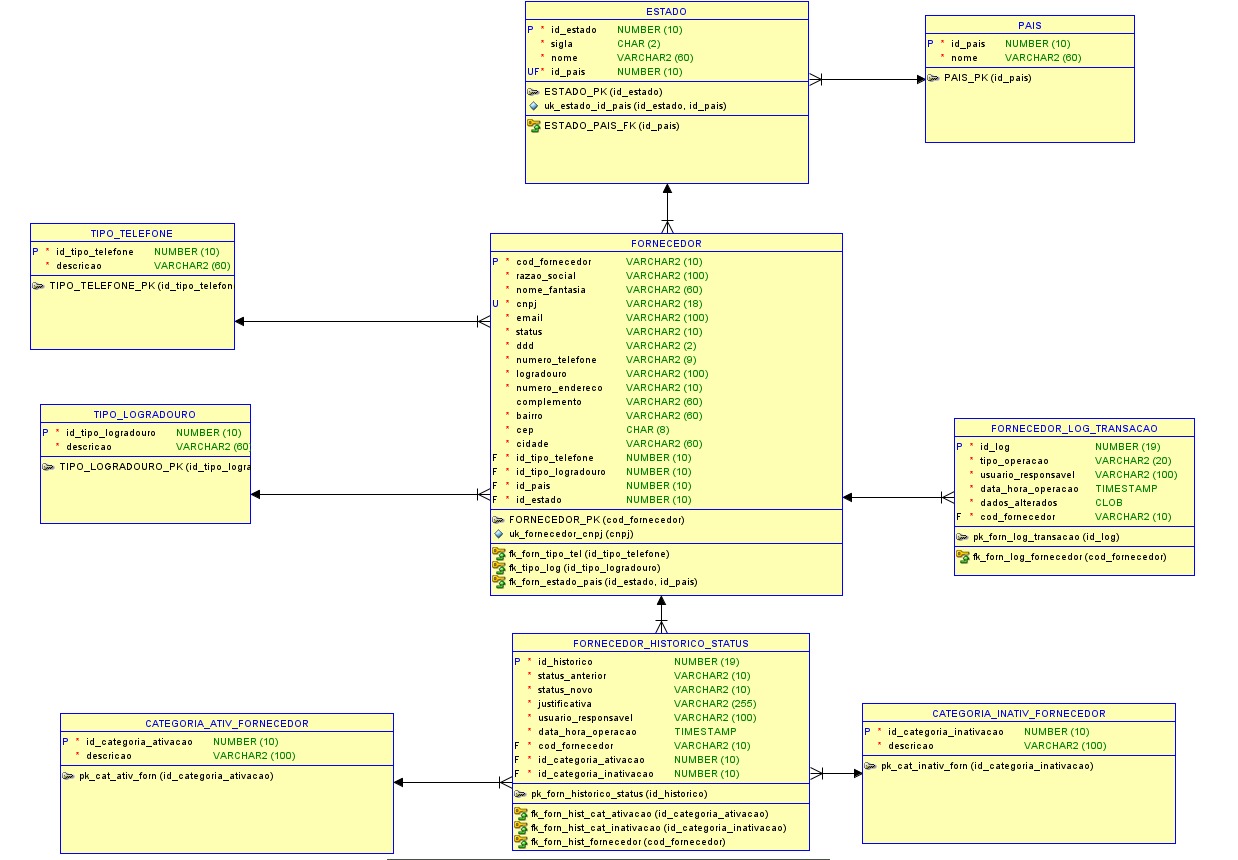 ESTADO
P * id_estado NUMBER (10)
* sigla CHAR (2)
* nome VARCHAR2 (60)
UF* id_pais NUMBER (10)
ESTADO_PK (id_estado)
uk_estado_id_pais (id_estado, id_pais)
ESTADO_PAIS_FK (id_pais)
PAIS
P * id_pais NUMBER (10)
* nome VARCHAR2 (60)
PAIS_PK (id_pais)
TIPO_TELEFONE
P * id_tipo_telefone NUMBER (10)
* descricao VARCHAR2 (60)
TIPO_TELEFONE_PK (id_tipo_telefon
FORNECEDOR
P * cod_fornecedor VARCHAR2 (10)
* razao_social VARCHAR2 (100)
* nome_fantasia VARCHAR2 (60)
U * cnpj VARCHAR2 (18)
* email VARCHAR2 (100)
* status VARCHAR2 (10)
* ddd VARCHAR2 (2)
* numero_telefone VARCHAR2 (9)
* logradouro VARCHAR2 (100)
* numero_endereco VARCHAR2 (10)
complemento VARCHAR2 (60)
* bairro VARCHAR2 (60)
* cep CHAR (8)
* cidade VARCHAR2 (60)
F * id_tipo_telefone NUMBER (10)
F * id_tipo_logradouro NUMBER (10)
F * id_pais NUMBER (10)
F * id_estado NUMBER (10)
FORNECEDOR_PK (cod_fornecedor)
uk_fornecedor_cnpj (cnpj)
fk_forn_tipo_tel (id_tipo_telefone)
fk_tipo_log (id_tipo_logradouro)
fk_forn_estado_pais (id_estado, id_pais)
TIPO_LOGRADOURO
P * id_tipo_logradouro NUMBER (10)
* descricao VARCHAR2 (60)
TIPO_LOGRADOURO_PK (id_tipo_logra
FORNECEDOR_LOG_TRANSACAO
P * id_log NUMBER (19)
* tipo_operacao VARCHAR2 (20)
* usuario_responsavel VARCHAR2 (100)
* data_hora_operacao TIMESTAMP
* dados_alterados CLOB
F * cod_fornecedor VARCHAR2 (10)
pk_forn_log_transacao (id_log)
fk_forn_log_fornecedor (cod_fornecedor)
FORNECEDOR_HISTORICO_STATUS
P * id_historico NUMBER (19)
* status_anterior VARCHAR2 (10)
* status_novo VARCHAR2 (10)
* justificativa VARCHAR2 (255)
* usuario_responsavel VARCHAR2 (100)
* data_hora_operacao TIMESTAMP
F * cod_fornecedor VARCHAR2 (10)
F * id_categoria_ativacao NUMBER (10)
F * id_categoria_inativacao NUMBER (10)
pk_forn_historico_status (id_historico)
fk_forn_hist_cat_ativacao (id_categoria_ativacao)
fk_forn_hist_cat_inativacao (id_categoria_inativacao)
fk_forn_hist_fornecedor (cod_fornecedor)
CATEGORIA_ATIV_FORNECEDOR
P * id_categoria_ativacao NUMBER (10)
* descricao VARCHAR2 (100)
pk_cat_ativ_forn (id_categoria_ativacao)
CATEGORIA_INATIV_FORNECEDOR
P * id_categoria_inativacao NUMBER (10)
* descricao VARCHAR2 (100)
pk_cat_inativ_forn (id_categoria_inativacao)